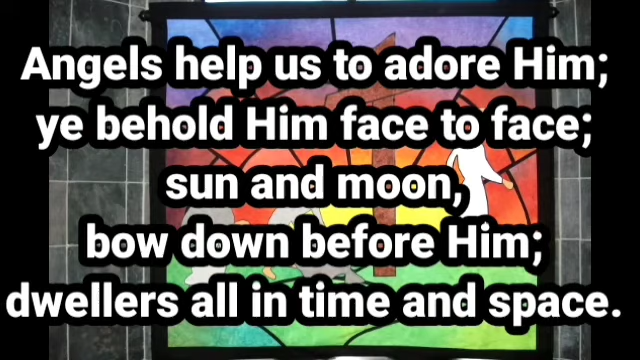 Angels help us to adore Him;
ye behold Him face to face;
sun and moon,
bow down before Him;
dwellers all in time and space.